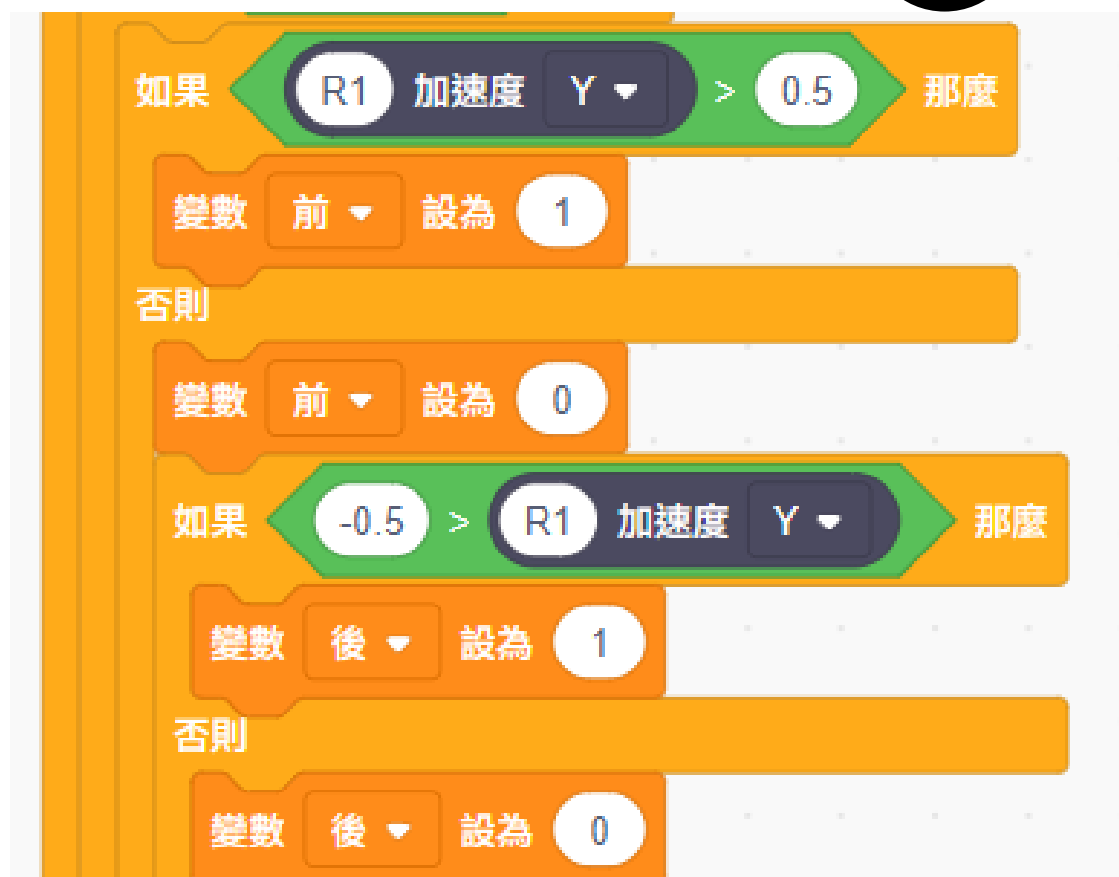 如果 R1 加速度 Y > 0.5 那麼
變數 前 設為 1
否則
變數 前 設為 0
如果 -0.5 > R1 加速度 Y 那麼
變數 後 設為 1
否則
變數 後 設為 0